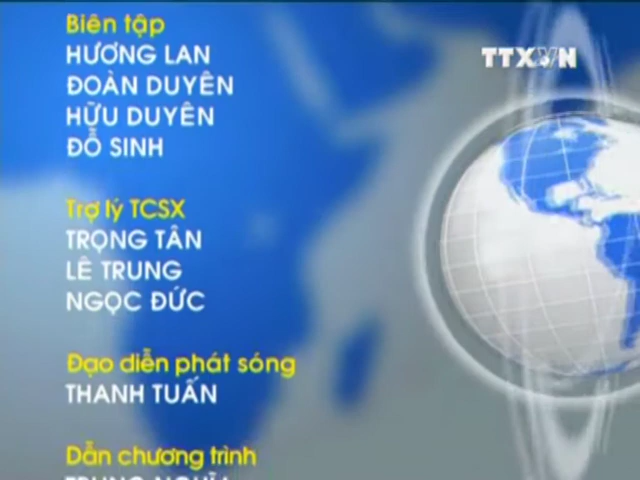 Biên tập
HƯƠNG LAN
ĐOÀN DUYÊN
HỮU DUYÊN
ĐỖ SINH
TTXVN
Trợ lý TCSX
TRỌNG TÂN
LÊ TRUNG
NGỌC ĐỨC
Đạo diễn phát sóng
THANH TUẤN
Dẫn chương trình